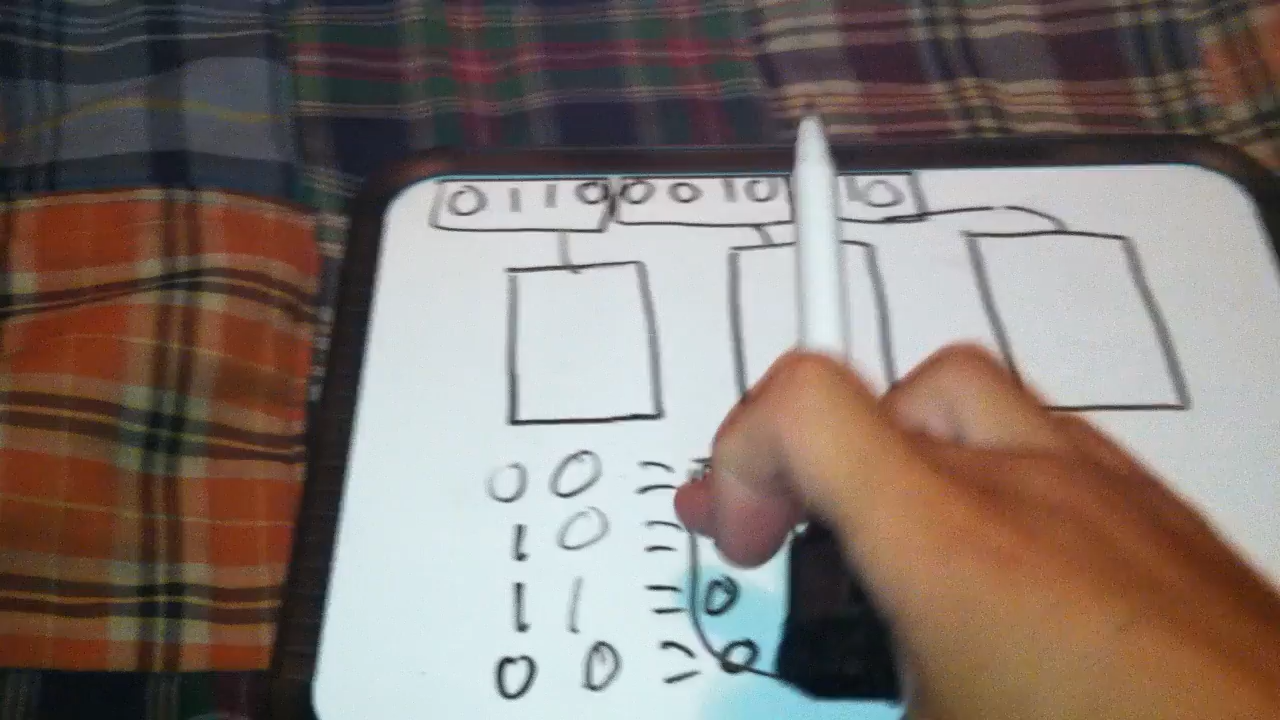 0110 0010 10
0 0 =
1 0 =
1 1 = 0
0 0 = 0